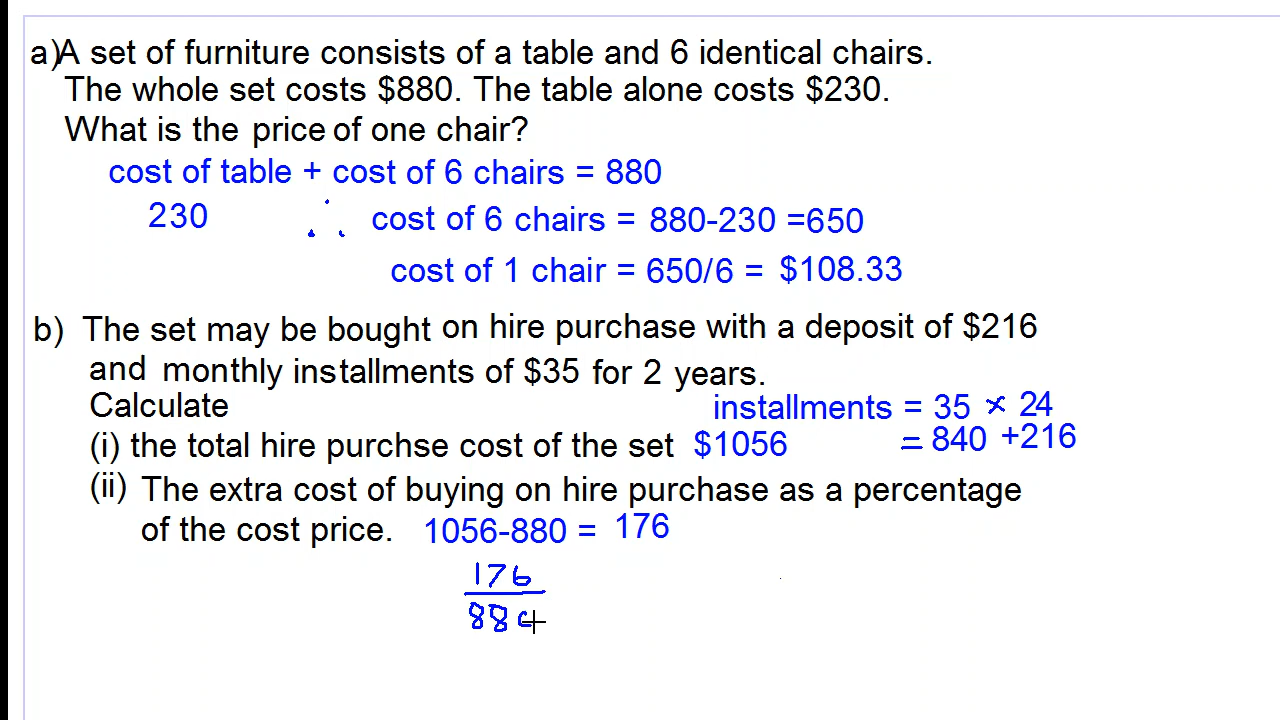 a)A set of furniture consists of a table and 6 identical chairs.
The whole set costs $880. The table alone costs $230.
What is the price of one chair?
cost of table + cost of 6 chairs = 880
230 ∴ cost of 6 chairs = 880-230 =650
cost of 1 chair = 650/6 = $108.33
b) The set may be bought on hire purchase with a deposit of $216
and monthly installments of $35 for 2 years.
Calculate installments = 35 × 24
(i) the total hire purchse cost of the set $1056 = 840 +216
(ii) The extra cost of buying on hire purchase as a percentage
of the cost price. 1056-880 = 176
176
88